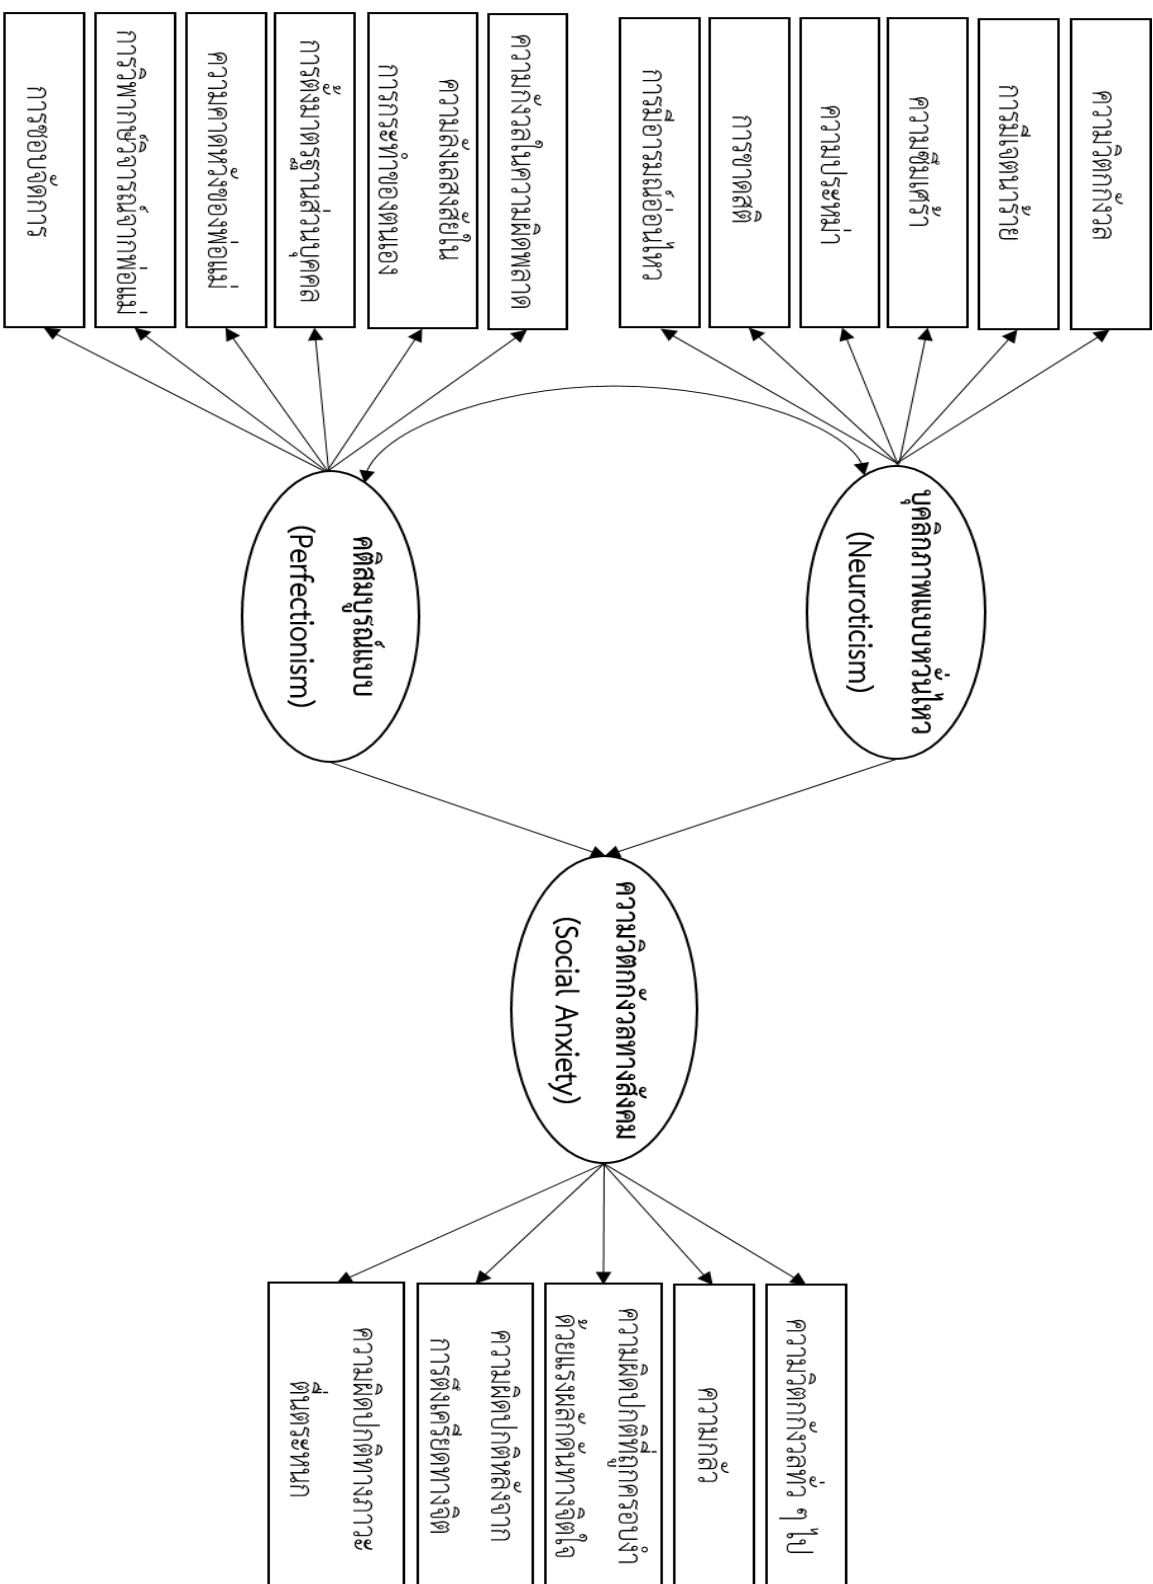 ความวิตกกังวล
การมีเจตนาร้าย
ความซึมเศร้า
ความประหม่า
การขาดสติ
การมีอารมณ์อ่อนไหว
ความกังวลในความผิดพลาด
ความลังเลสงสัยใน
การกระทำของตนเอง
การตั้งมาตรฐานส่วนบุคคล
ความคาดหวังของพ่อแม่
การวิพากษ์วิจารณ์จากพ่อแม่
การชอบจัดการ
บุคลิกภาพแบบหวั่นไหว
(Neuroticism)
คติสมบูรณ์แบบ
(Perfectionism)
ความวิตกกังวลทางสังคม
(Social Anxiety)
ความวิตกกังวลทั่ว ๆ ไป
ความกลัว
ความผิดปกติที่ถูกครอบงำ
ด้วยแรงผลักดันทางจิตใจ
ความผิดปกติหลังจาก
การตึงเครียดทางจิต
ความผิดปกติทางภาวะ
ตื่นตระหนก